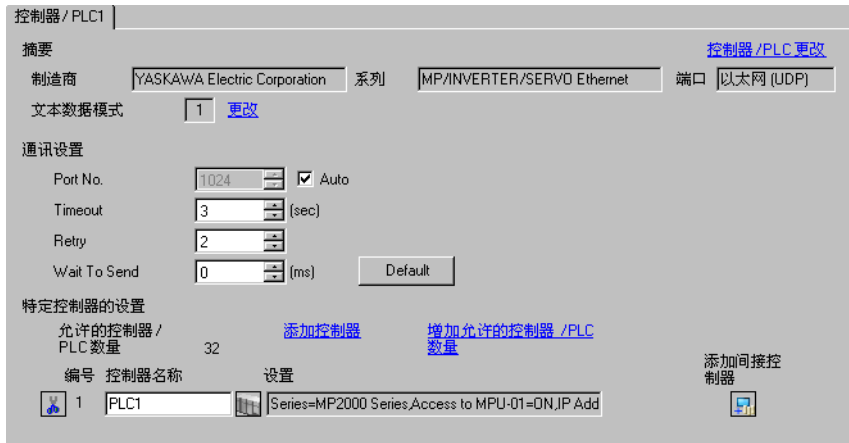 控制器/PLC1
摘要
控制器/PLC更改
制造商 YASKAWA Electric Corporation 系列 MP/INVERTER/SERVO Ethernet 端口 以太网 (UDP)
文本数据模式 1 更改
通讯设置
Port No. 1024 Auto
Timeout 3 (sec)
Retry 2
Wait To Send 0 (ms) Default
特定控制器的设置
允许的控制器/
PLC数量 32
添加控制器
增加允许的控制器 /PLC
数量
添加间接控
制器
编号 控制器名称 设置
1 PLC1 Series=MP2000 Series,Access to MPU-01=ON,IP Add